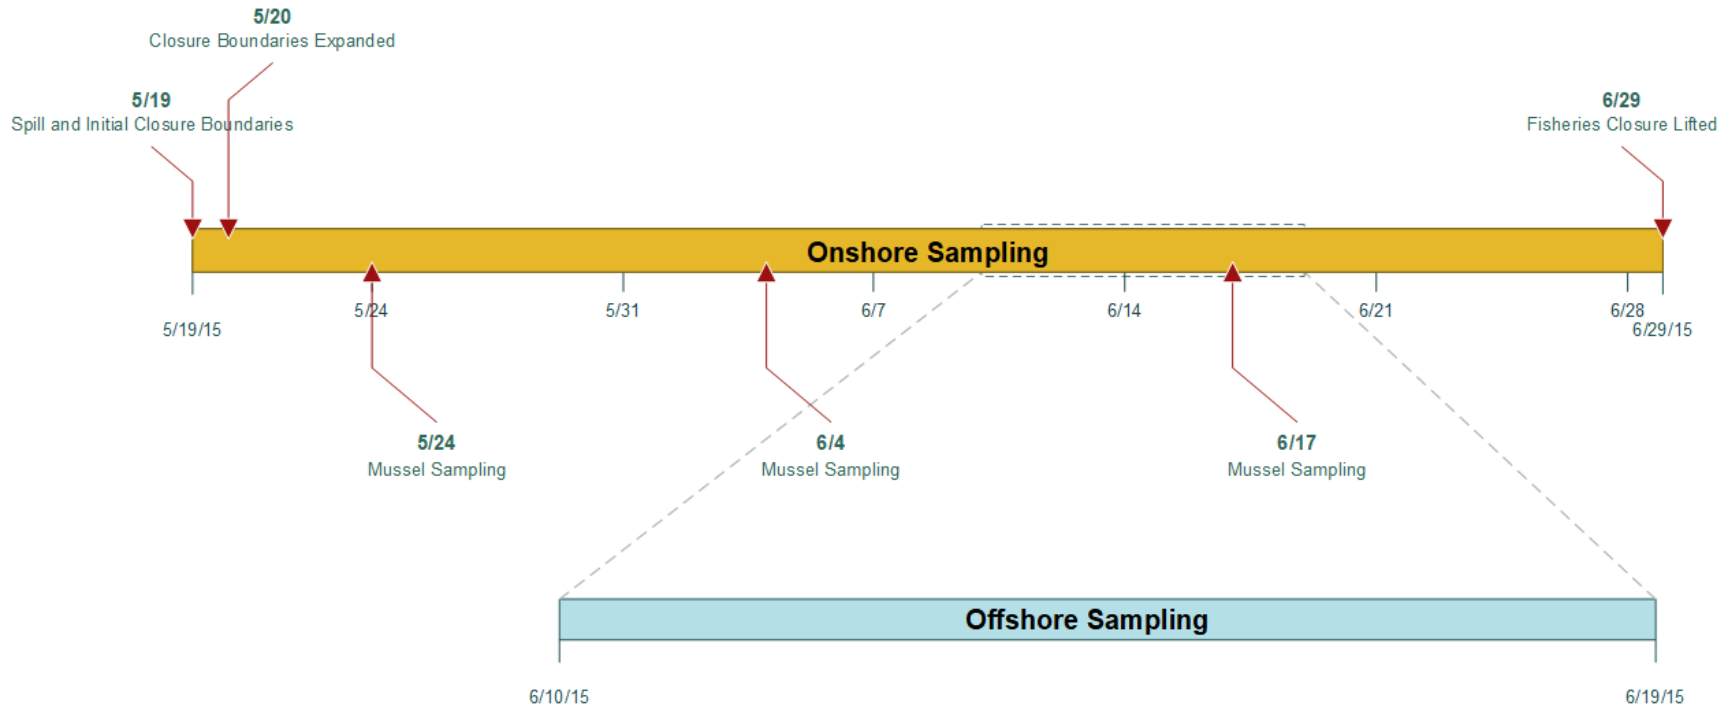 5/20
Closure Boundaries Expanded
5/19
Spill and Initial Closure Boundaries
6/29
Fisheries Closure Lifted
Onshore Sampling
5/24
5/31
6/7
6/14
6/21
6/28
5/19/15
6/29/15
5/24
Mussel Sampling
6/4
Mussel Sampling
6/17
Mussel Sampling
Offshore Sampling
6/10/15
6/19/15